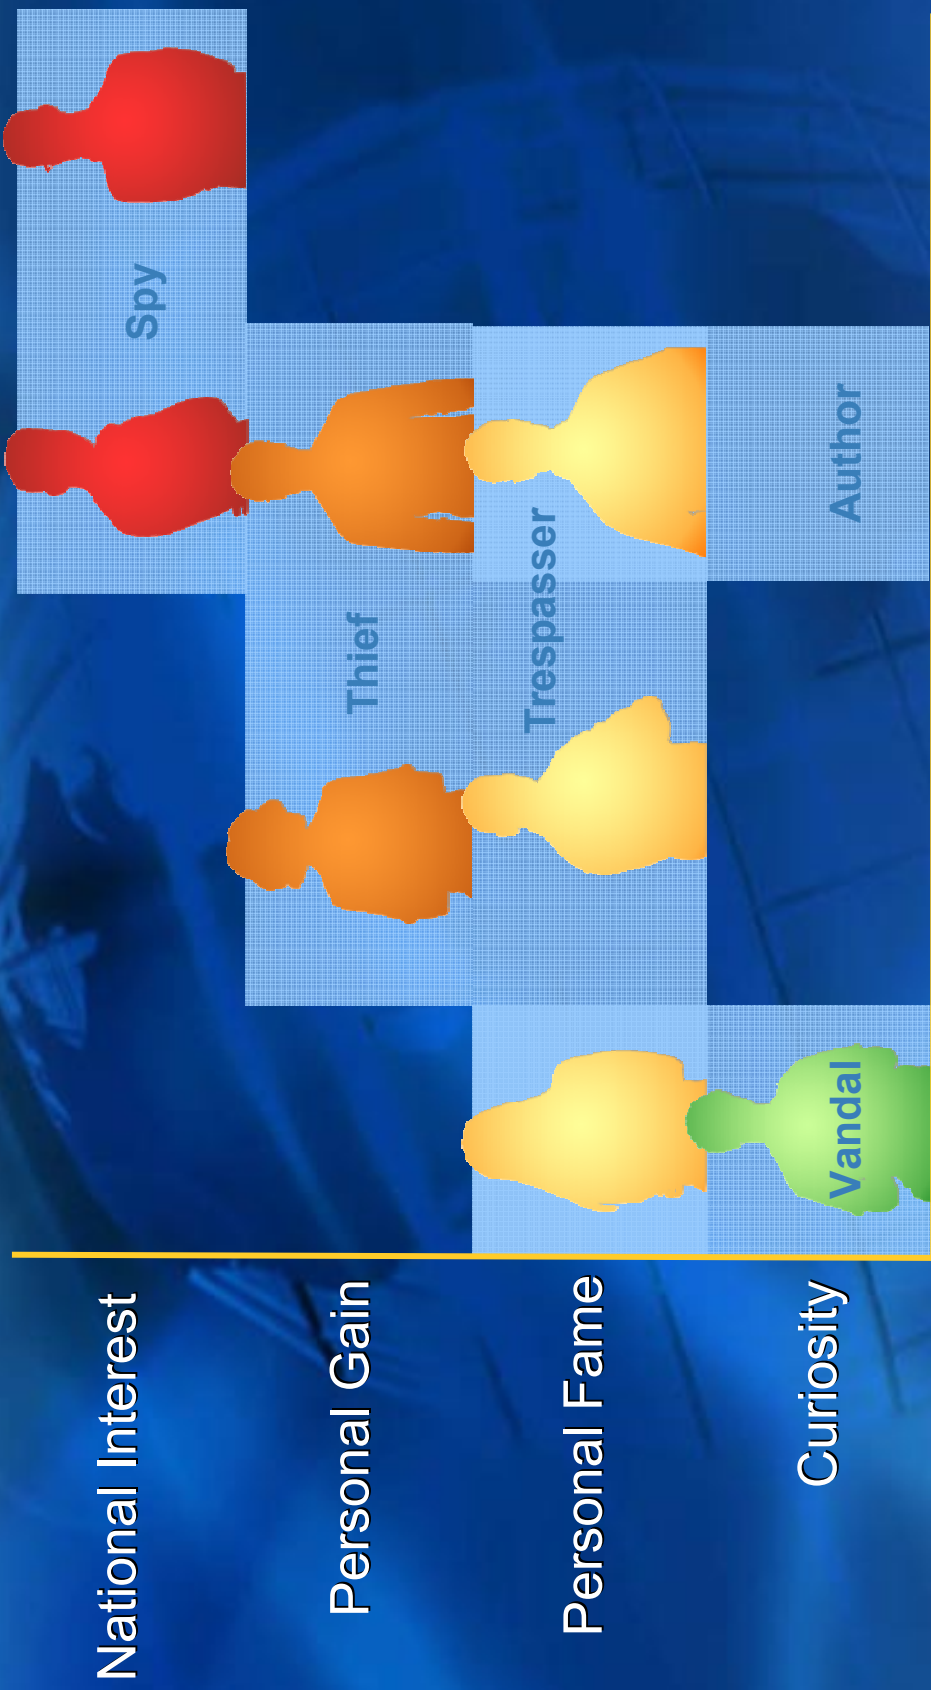 National Interest
Spy
Personal Gain
Thief
Personal Fame
Trespasser
Curiosity
Vandal
Author